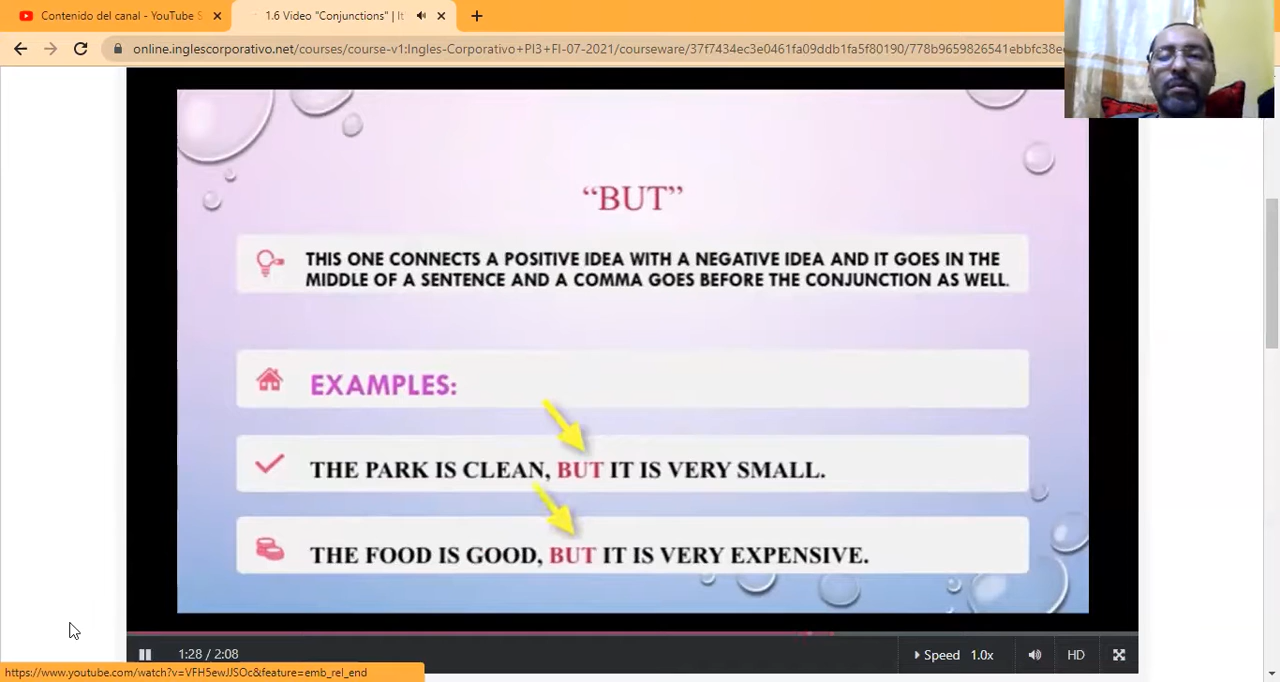 Contenido del canal - YouTube S
1.6 Video "Conjunctions" | It
online.inglescorporativo.net/courses/course-v1:Ingles-Corporativo+PI3+FI-07-2021/courseware/37f7434ec3e0461fa09ddb1fa5f80190/778b9659826541ebbfc38ec
“BUT”
THIS ONE CONNECTS A POSITIVE IDEA WITH A NEGATIVE IDEA AND IT GOES IN THE
MIDDLE OF A SENTENCE AND A COMMA GOES BEFORE THE CONJUNCTION AS WELL.
EXAMPLES:
THE PARK IS CLEAN, BUT IT IS VERY SMALL.
THE FOOD IS GOOD, BUT IT IS VERY EXPENSIVE.
1:28 / 2:08
Speed 1.0x
HD
https://www.youtube.com/watch?v=VFH5ewJJSOc&feature=emb_rel_end